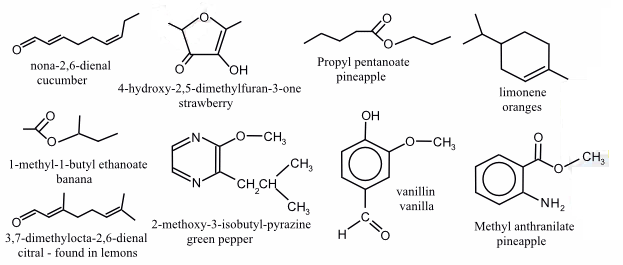 O
nona-2,6-dienal
cucumber
O
O
OH
4-hydroxy-2,5-dimethylfuran-3-one
strawberry
O
O
Propyl pentanoate
pineapple
limonene
oranges
O
O
1-methyl-1-butyl ethanoate
banana
N
N
O
CH3
CH2
CH
CH3
CH3
2-methoxy-3-isobutyl-pyrazine
green pepper
OH
O
CH3
C
H
O
vanillin
vanilla
O
O
CH3
NH2
Methyl anthranilate
pineapple
O
3,7-dimethylocta-2,6-dienal
citral - found in lemons